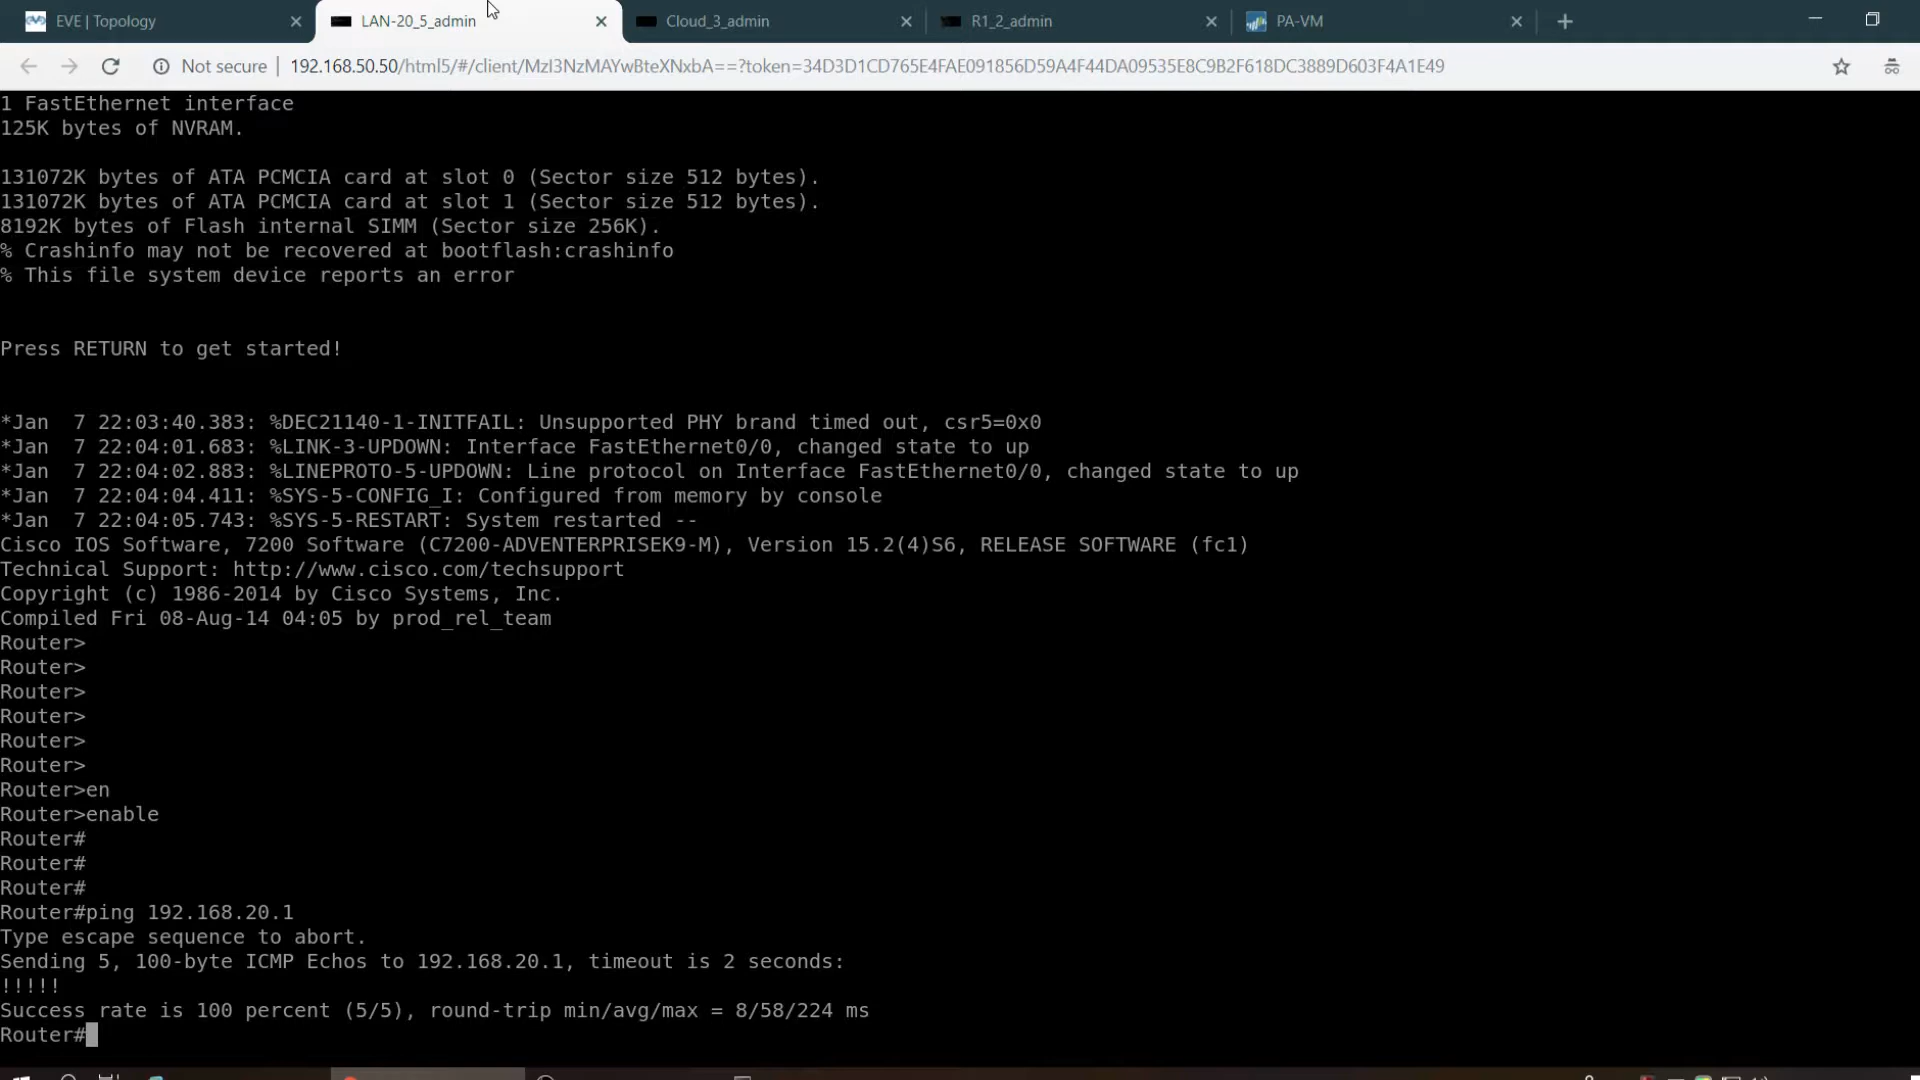 EVE | Topology
LAN-20_5_admin
Cloud_3_admin
R1_2_admin
PA-VM
Not secure
192.168.50.50/html5/#/client/MzI3NzMAYwBteXNxbA==?token=34D3D1CD765E4FAE091856D59A4F44DA09535E8C9B2F618DC3889D603F4A1E49
1 FastEthernet interface
125K bytes of NVRAM.
131072K bytes of ATA PCMCIA card at slot 0 (Sector size 512 bytes).
131072K bytes of ATA PCMCIA card at slot 1 (Sector size 512 bytes).
8192K bytes of Flash internal SIMM (Sector size 256K).
% Crashinfo may not be recovered at bootflash:crashinfo
% This file system device reports an error
Press RETURN to get started!
*Jan  7 22:03:40.383: %DEC21140-1-INITFAIL: Unsupported PHY brand timed out, csr5=0x0
*Jan  7 22:04:01.683: %LINK-3-UPDOWN: Interface FastEthernet0/0, changed state to up
*Jan  7 22:04:02.883: %LINEPROTO-5-UPDOWN: Line protocol on Interface FastEthernet0/0, changed state to up
*Jan  7 22:04:04.411: %SYS-5-CONFIG_I: Configured from memory by console
*Jan  7 22:04:05.743: %SYS-5-RESTART: System restarted --
Cisco IOS Software, 7200 Software (C7200-ADVENTERPRISEK9-M), Version 15.2(4)S6, RELEASE SOFTWARE (fc1)
Technical Support: http://www.cisco.com/techsupport
Copyright (c) 1986-2014 by Cisco Systems, Inc.
Compiled Fri 08-Aug-14 04:05 by prod_rel_team
Router>
Router>
Router>
Router>
Router>
Router>
Router>en
Router>enable
Router#
Router#
Router#
Router#ping 192.168.20.1
Type escape sequence to abort.
Sending 5, 100-byte ICMP Echos to 192.168.20.1, timeout is 2 seconds:
!!!!!
Success rate is 100 percent (5/5), round-trip min/avg/max = 8/58/224 ms
Router#